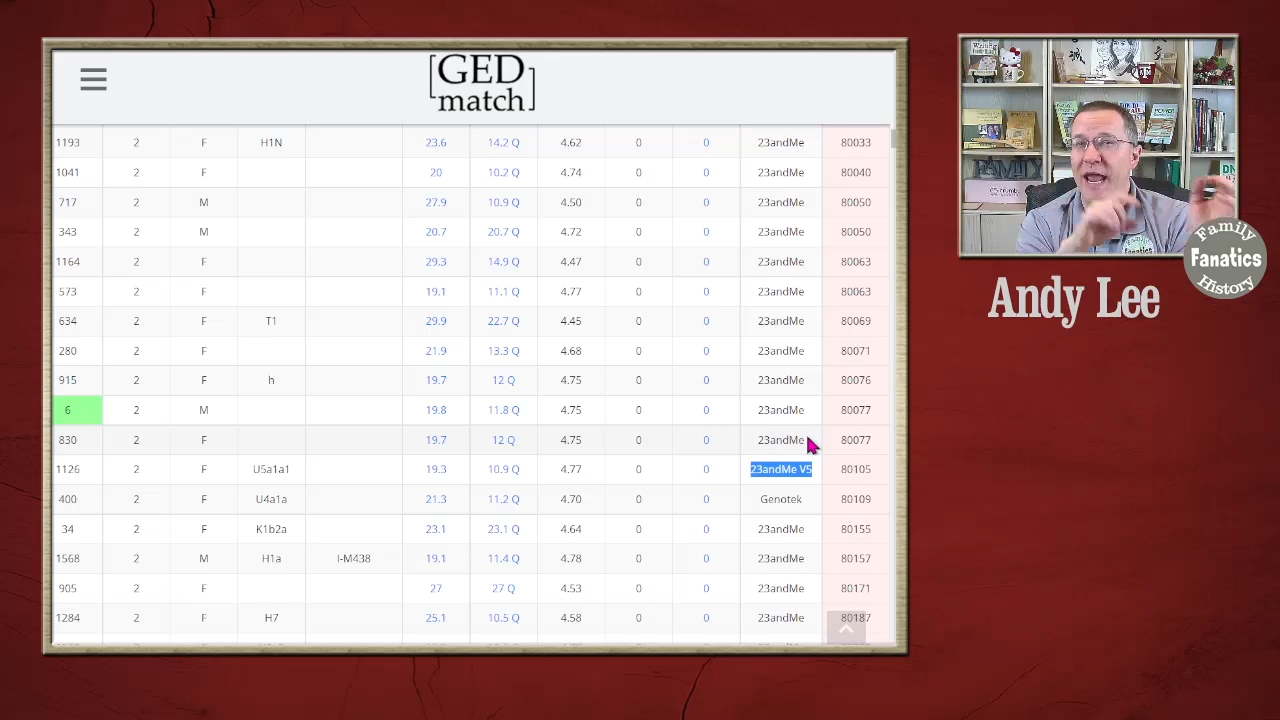 [GED
match]
1193 2 F H1N 23.6 14.2 Q 4.62 0 0 23andMe 80033
1041 2 F 20 10.2 Q 4.74 0 0 23andMe 80040
717 2 M 27.9 10.9 Q 4.50 0 0 23andMe 80050
343 2 M 20.7 20.7 Q 4.72 0 0 23andMe 80050
1164 2 F 29.3 14.9 Q 4.47 0 0 23andMe 80063
573 2 F 19.1 11.1 Q 4.77 0 0 23andMe 80063
634 2 F T1 29.9 22.7 Q 4.45 0 0 23andMe 80069
280 2 F 21.9 13.3 Q 4.68 0 0 23andMe 80071
915 2 F h 19.7 12 Q 4.75 0 0 23andMe 80076
6 2 M 19.8 11.8 Q 4.75 0 0 23andMe 80077
830 2 F 19.7 12 Q 4.75 0 0 23andMe 80077
1126 2 F U5a1a1 19.3 10.9 Q 4.77 0 0 23andMe V5 80105
400 2 F U4a1a 21.3 11.2 Q 4.70 0 0 Genotek 80109
34 2 F K1b2a 23.1 23.1 Q 4.64 0 0 23andMe 80155
1568 2 M H1a I-M438 19.1 11.4 Q 4.78 0 0 23andMe 80157
905 2 F 27 27 Q 4.53 0 0 23andMe 80171
1284 2 F H7 25.1 10.5 Q 4.58 0 0 23andMe 80187
Family
Fanatics
History
Andy Lee
FAMILY